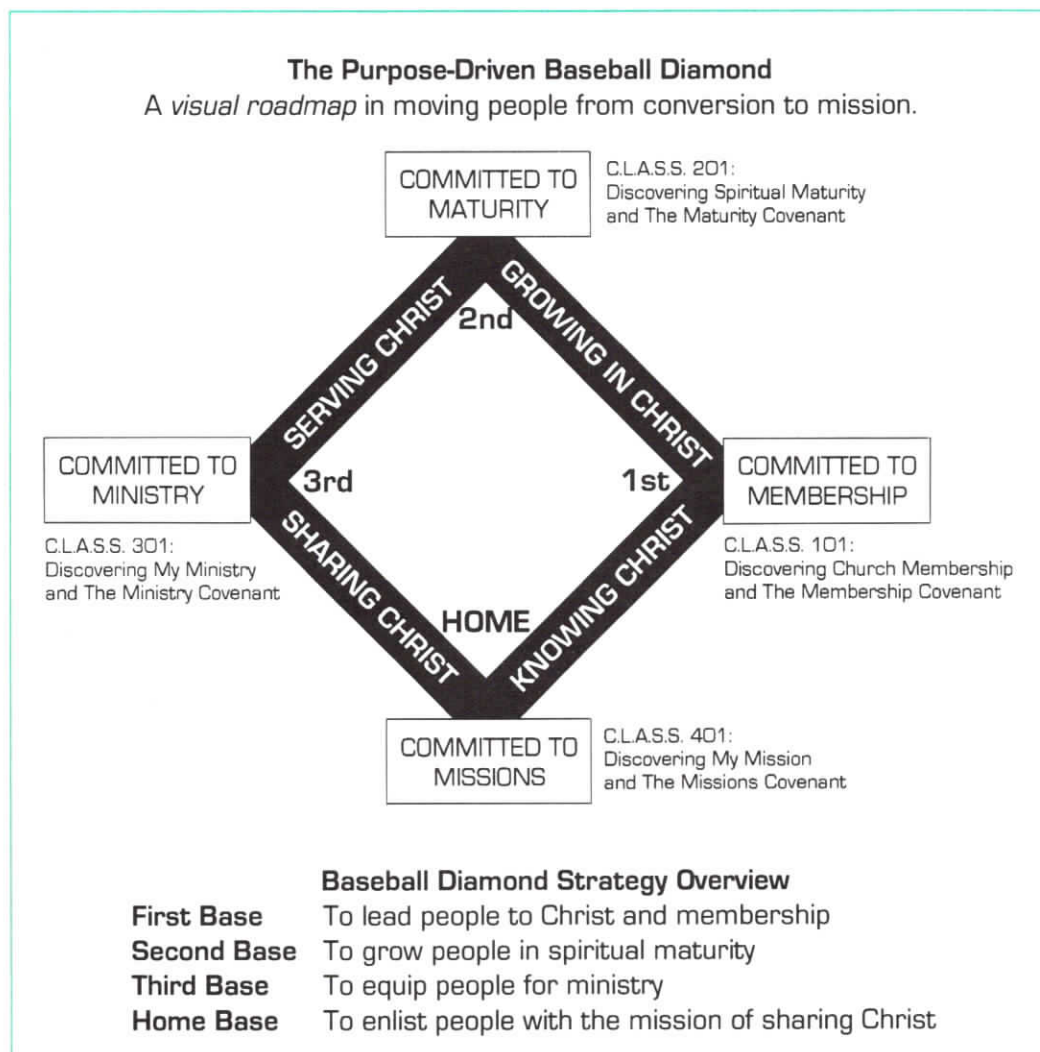 The Purpose-Driven Baseball Diamond
A visual roadmap in moving people from conversion to mission.
COMMITTED TO
MATURITY
C.L.A.S.S. 201:
Discovering Spiritual Maturity
and The Maturity Covenant
SERVING CHRIST
GROWING IN CHRIST
2nd
COMMITTED TO
MINISTRY
3rd
1st
COMMITTED TO
MEMBERSHIP
C.L.A.S.S. 301:
Discovering My Ministry
and The Ministry Covenant
C.L.A.S.S. 101:
Discovering Church Membership
and The Membership Covenant
SHARING CHRIST
HOME
KNOWING CHRIST
COMMITTED TO
MISSIONS
C.L.A.S.S. 401:
Discovering My Mission
and The Missions Covenant
Baseball Diamond Strategy Overview
First Base To lead people to Christ and membership
Second Base To grow people in spiritual maturity
Third Base To equip people for ministry
Home Base To enlist people with the mission of sharing Christ